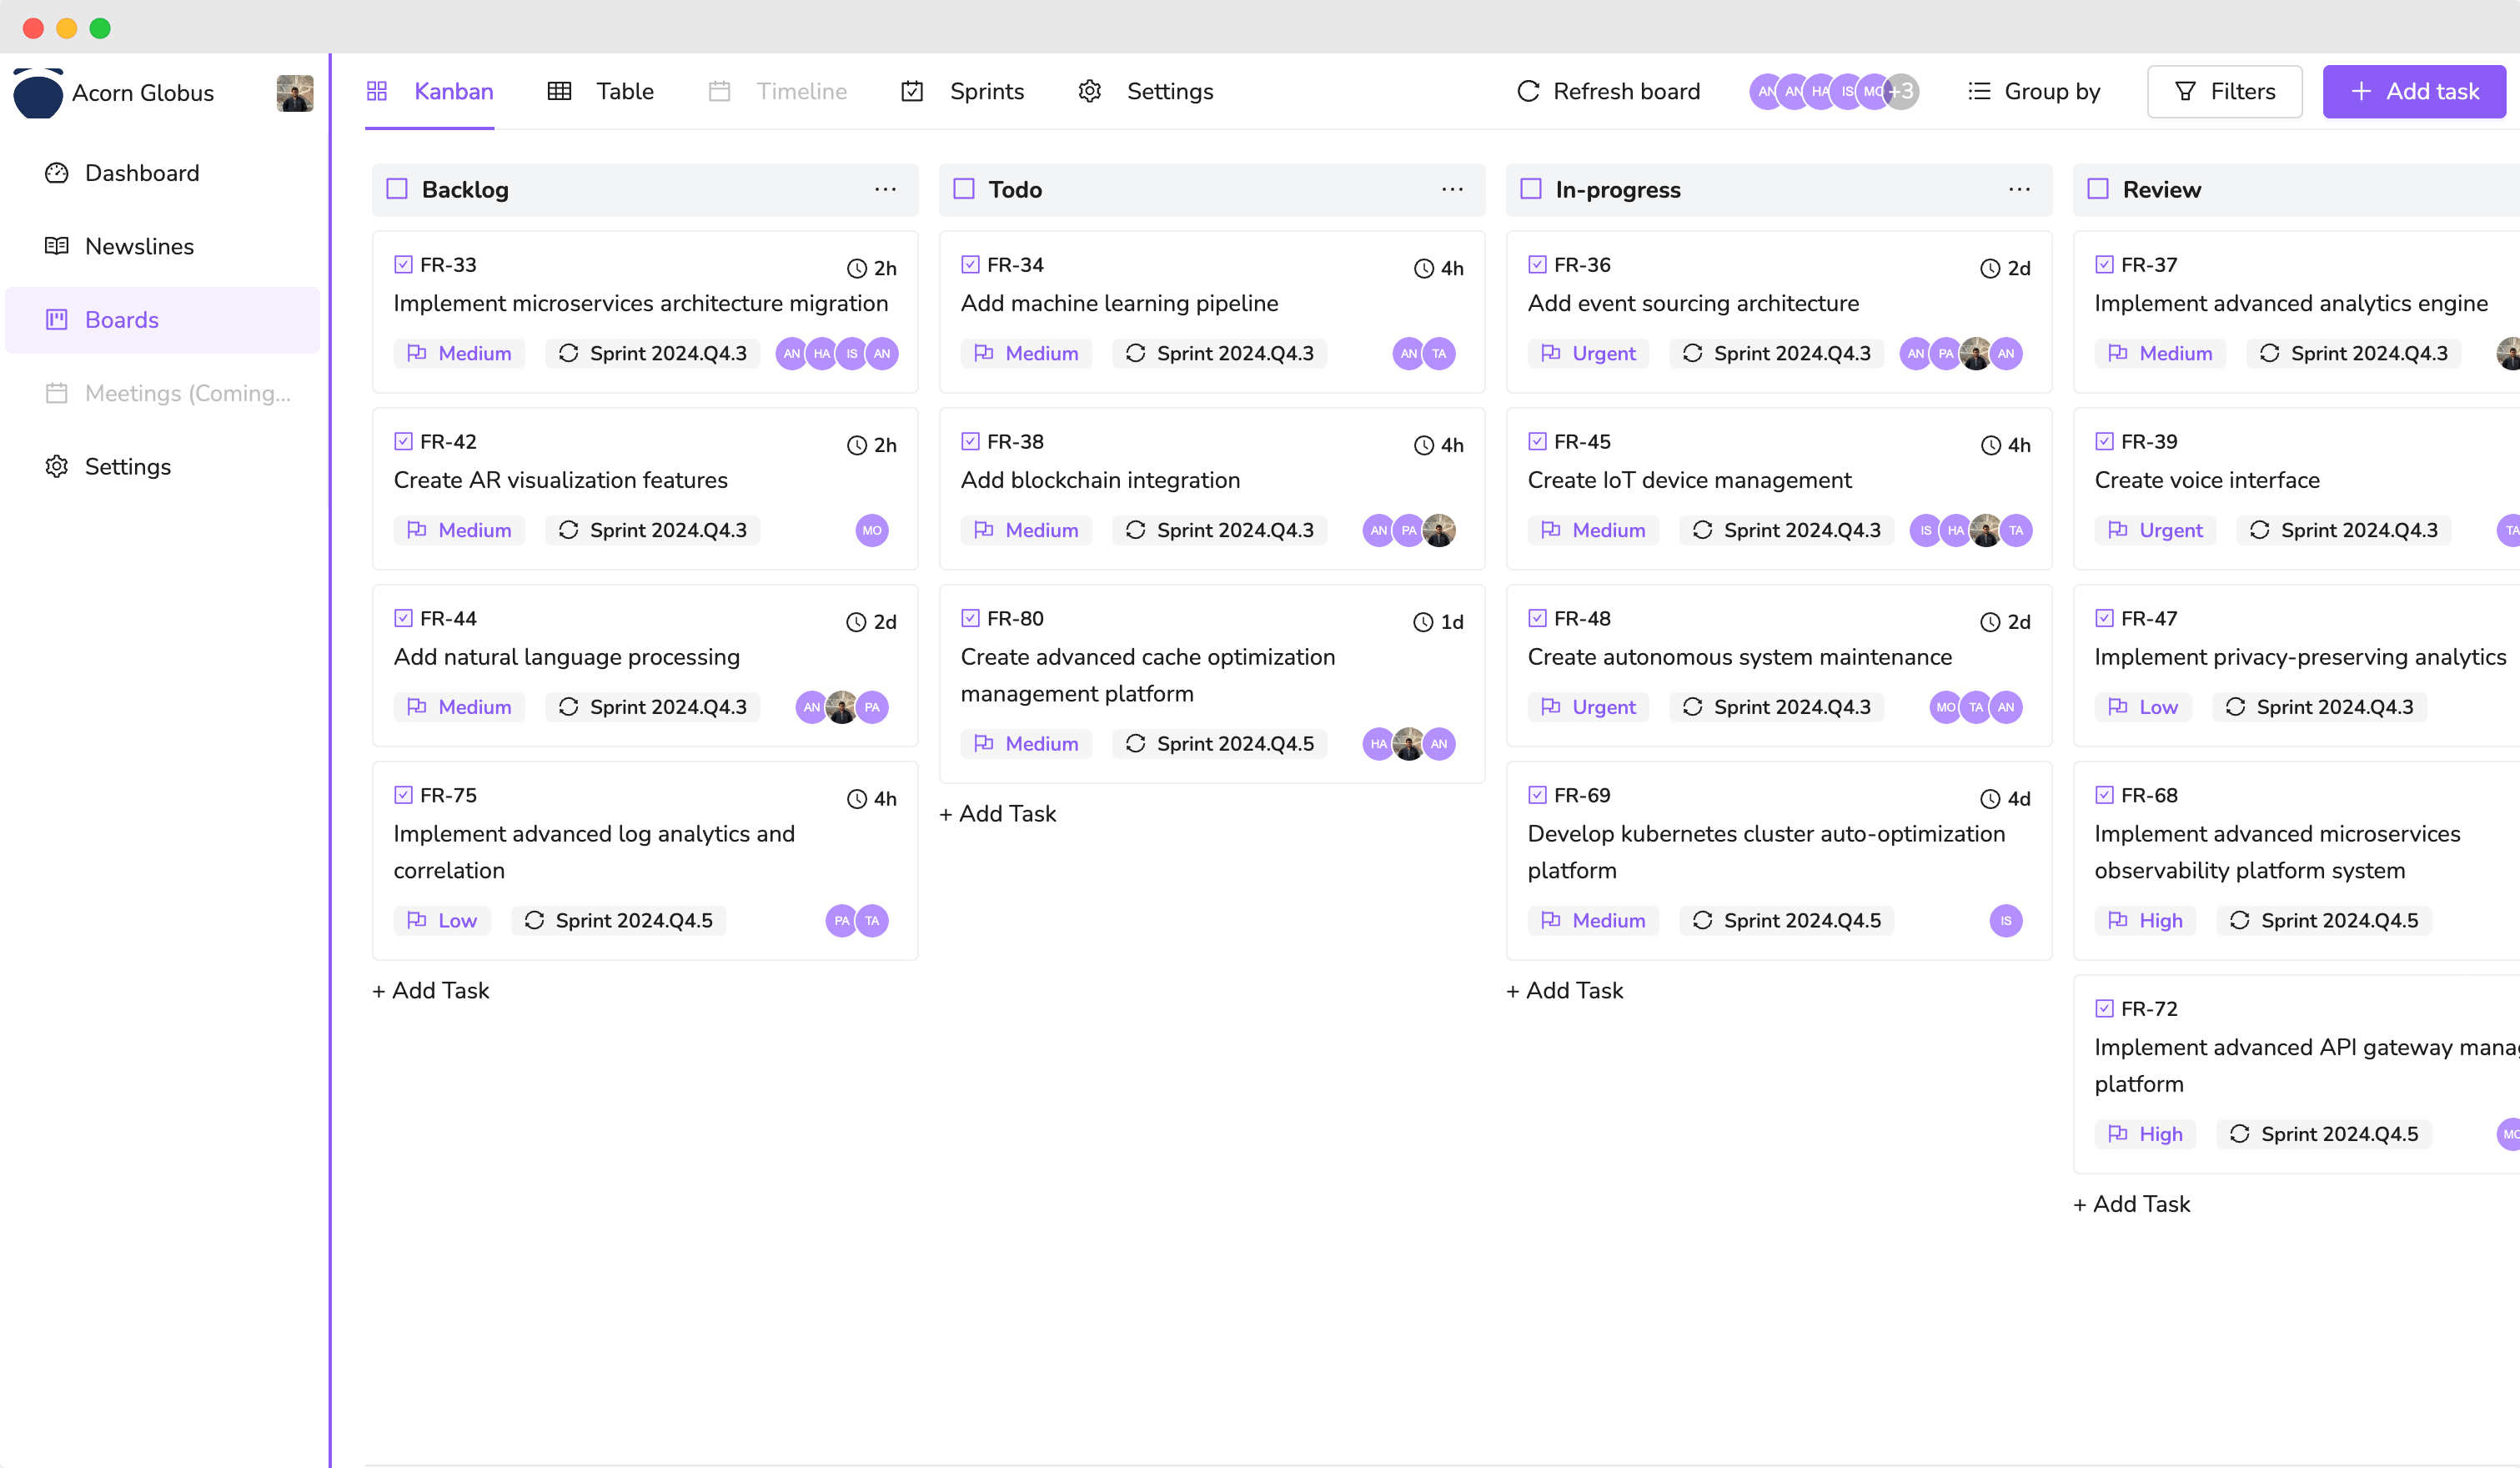 Acorn Globus
Dashboard
Newslines
Boards
Meetings (Coming...
Settings
Kanban
Table
Timeline
Sprints
Settings
Refresh board
AN AN HA IS MO +3
Group by
Filters
Add task
Backlog
FR-33
2h
Implement microservices architecture migration
Medium
Sprint 2024.Q4.3
AN HA IS AN
FR-42
2h
Create AR visualization features
Medium
Sprint 2024.Q4.3
MO
FR-44
2d
Add natural language processing
Medium
Sprint 2024.Q4.3
AN PA
FR-75
4h
Implement advanced log analytics and
correlation
Low
Sprint 2024.Q4.5
PA TA
+ Add Task
Todo
FR-34
4h
Add machine learning pipeline
Medium
Sprint 2024.Q4.3
AN TA
FR-38
4h
Add blockchain integration
Medium
Sprint 2024.Q4.3
AN PA
FR-80
1d
Create advanced cache optimization
management platform
Medium
Sprint 2024.Q4.5
HA AN
+ Add Task
In-progress
FR-36
2d
Add event sourcing architecture
Urgent
Sprint 2024.Q4.3
AN PA AN
FR-45
4h
Create IoT device management
Medium
Sprint 2024.Q4.3
IS HA TA
FR-48
2d
Create autonomous system maintenance
Urgent
Sprint 2024.Q4.3
MO TA AN
FR-69
4d
Develop kubernetes cluster auto-optimization
platform
Medium
Sprint 2024.Q4.5
IS
+ Add Task
Review
FR-37
Implement advanced analytics engine
Medium
Sprint 2024.Q4.3
FR-39
Create voice interface
Urgent
Sprint 2024.Q4.3
TA
FR-47
Implement privacy-preserving analytics
Low
Sprint 2024.Q4.3
FR-68
Implement advanced microservices
observability platform system
High
Sprint 2024.Q4.5
FR-72
Implement advanced API gateway
platform
High
Sprint 2024.Q4.5
MO
+ Add Task